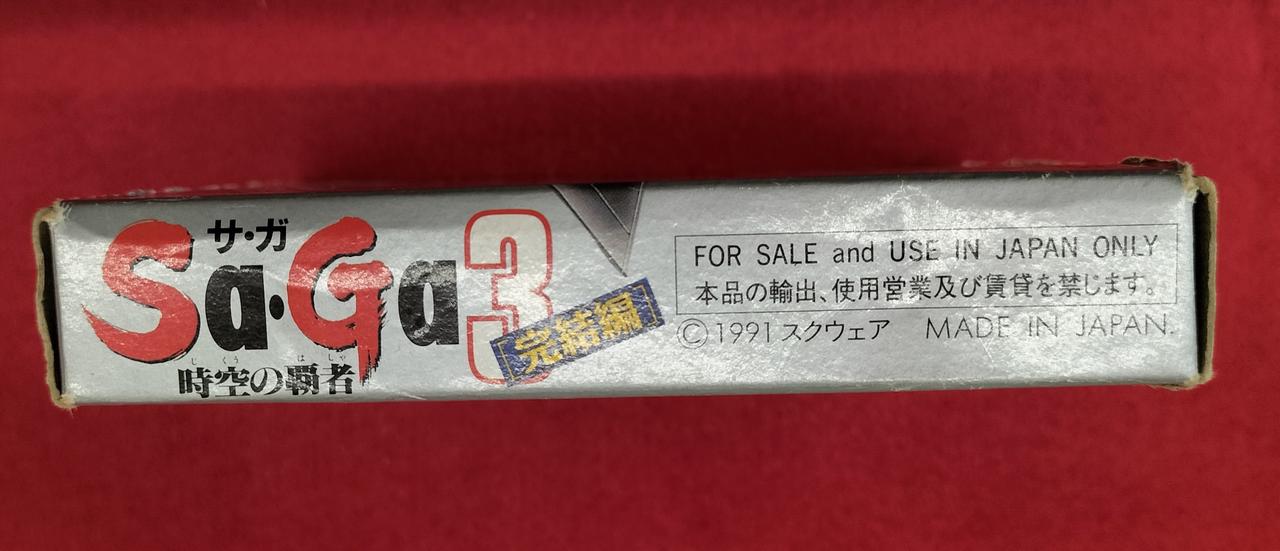 サ・ガ
Sa・Ga3
完結編
じくう はしゃ
時空の覇者
FOR SALE and USE IN JAPAN ONLY
本品の輸出、使用営業及び賃貸を禁じます。
©1991 スクウェア MADE IN JAPAN.